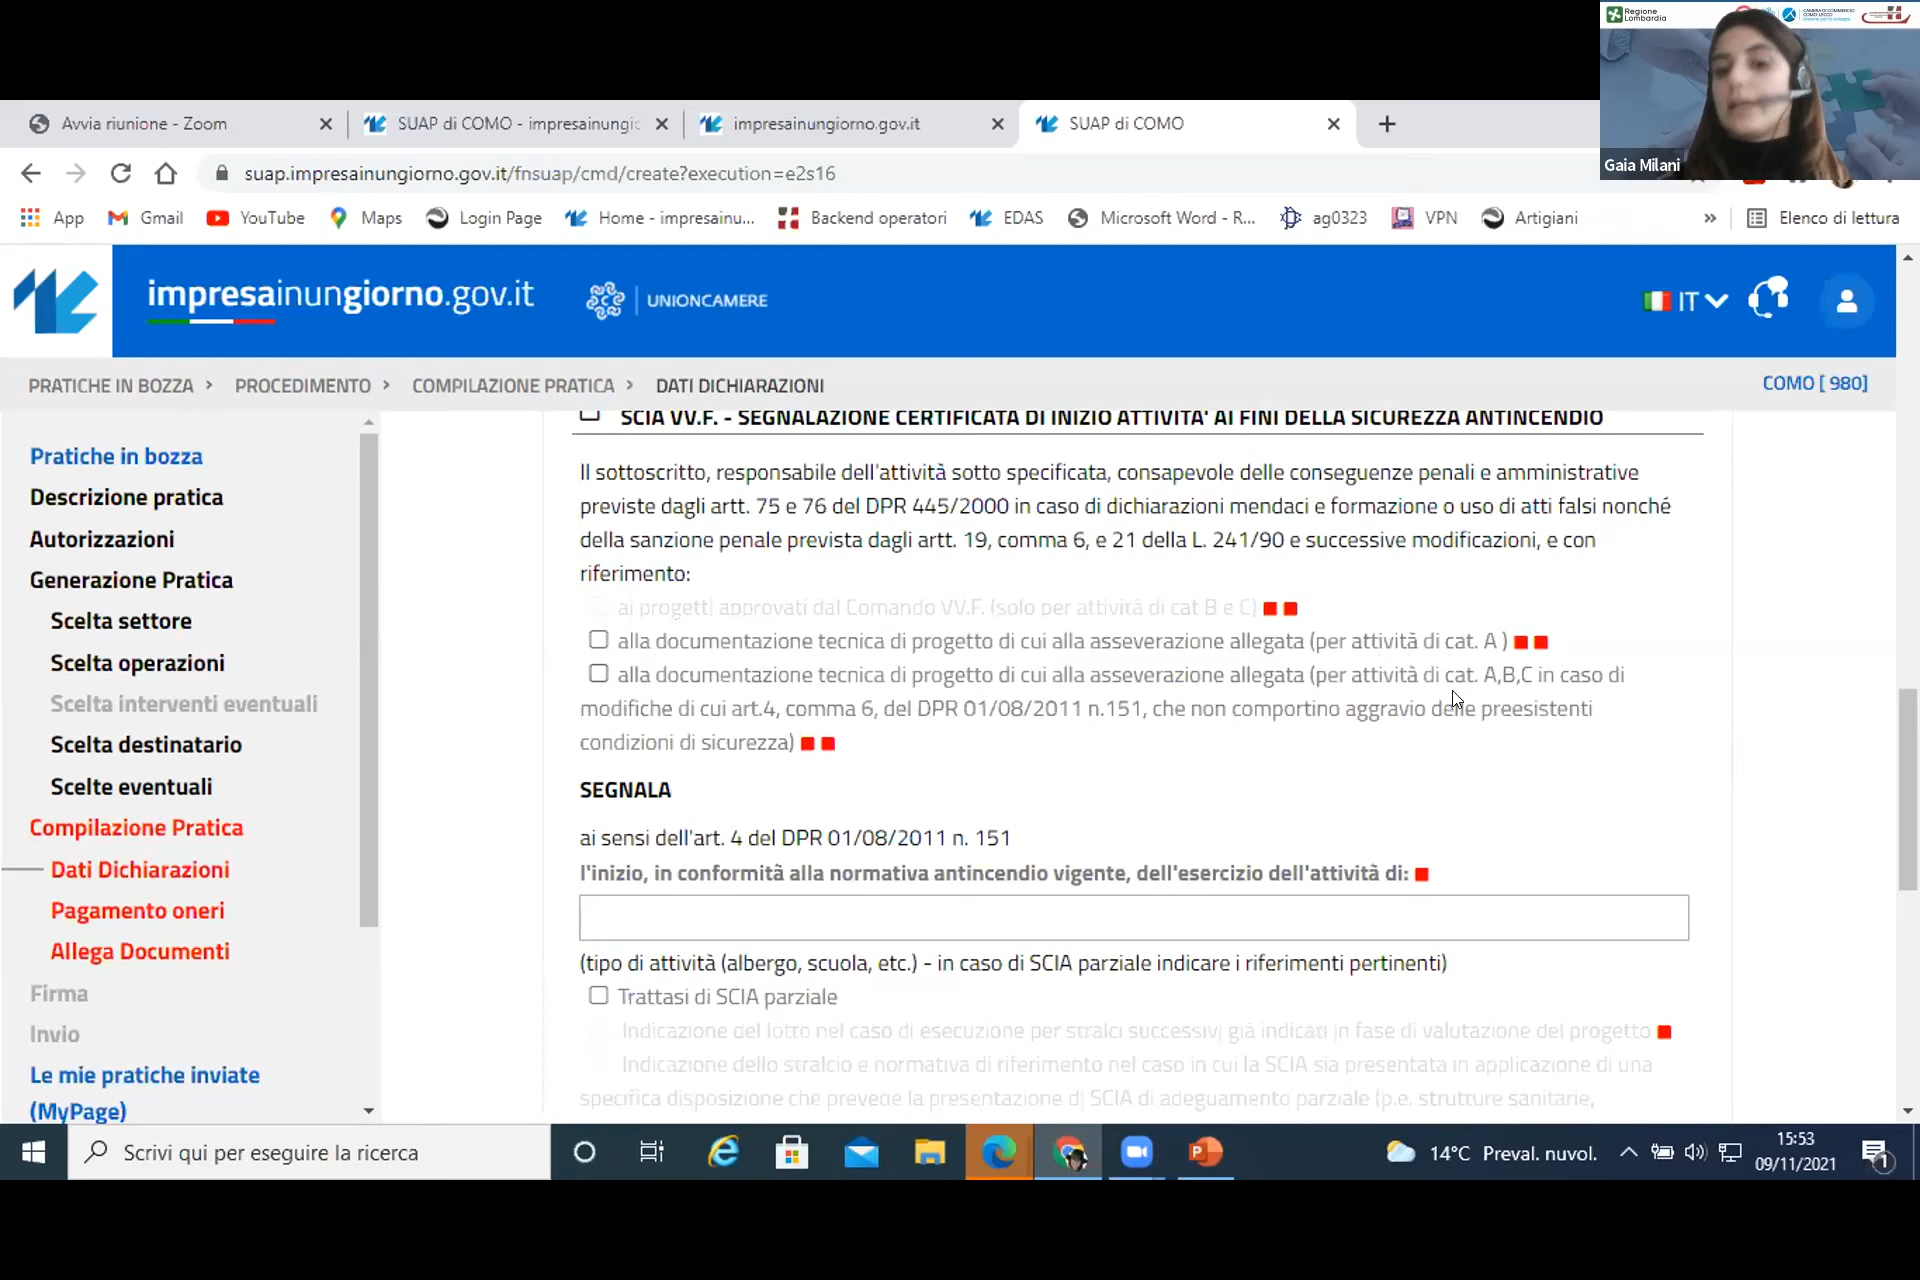 Regione
Lombardia
CAMERA DI COMMERCIO
COMO-LECCO
Gaia Milani
Avvia riunione - Zoom
SUAP di COMO - impresainungic
impresainungiorno.gov.it
SUAP di COMO
suap.impresainungiorno.gov.it/fnsuap/cmd/create?execution=e2s16
App
Gmail
YouTube
Maps
Login Page
Home - impresainu...
Backend operatori
EDAS
Microsoft Word - R...
ag0323
VPN
Artigiani
»
Elenco di lettura
impresainungiorno.gov.it
UNIONCAMERE
IT
PRATICHE IN BOZZA > PROCEDIMENTO > COMPILAZIONE PRATICA > DATI DICHIARAZIONI
COMO [ 980]
Pratiche in bozza
Descrizione pratica
Autorizzazioni
Generazione Pratica
Scelta settore
Scelta operazioni
Scelta interventi eventuali
Scelta destinatario
Scelte eventuali
Compilazione Pratica
Dati Dichiarazioni
Pagamento oneri
Allega Documenti
Firma
Invio
Le mie pratiche inviate
(MyPage)
SCIA VV.F. - SEGNALAZIONE CERTIFICATA DI INIZIO ATTIVITA' AI FINI DELLA SICUREZZA ANTINCENDIO
Il sottoscritto, responsabile dell'attività sotto specificata, consapevole delle conseguenze penali e amministrative
previste dagli artt. 75 e 76 del DPR 445/2000 in caso di dichiarazioni mendaci e formazione o uso di atti falsi nonché
della sanzione penale prevista dagli artt. 19, comma 6, e 21 della L. 241/90 e successive modificazioni, e con
riferimento:
ai progetti approvati dal Comando VV.F. (solo per attività di cat B e C)
alla documentazione tecnica di progetto di cui alla asseverazione allegata (per attività di cat. A )
alla documentazione tecnica di progetto di cui alla asseverazione allegata (per attività di cat. A,B,C in caso di
modifiche di cui art.4, comma 6, del DPR 01/08/2011 n.151, che non comportino aggravio delle preesistenti
condizioni di sicurezza)
SEGNALA
ai sensi dell'art. 4 del DPR 01/08/2011 n. 151
l'inizio, in conformità alla normativa antincendio vigente, dell'esercizio dell'attività di:
(tipo di attività (albergo, scuola, etc.) - in caso di SCIA parziale indicare i riferimenti pertinenti)
Trattasi di SCIA parziale
Indicazione del lotto nel caso di esecuzione per stralci successivi già indicati in fase di valutazione del progetto
Indicazione dello stralcio e normativa di riferimento nel caso in cui la SCIA sia presentata in applicazione di una
specifica disposizione che prevede la presentazione di SCIA di adeguamento parziale (p.e. strutture sanitarie,
Scrivi qui per eseguire la ricerca
14°C Preval. nuvol.
15:53
09/11/2021
1